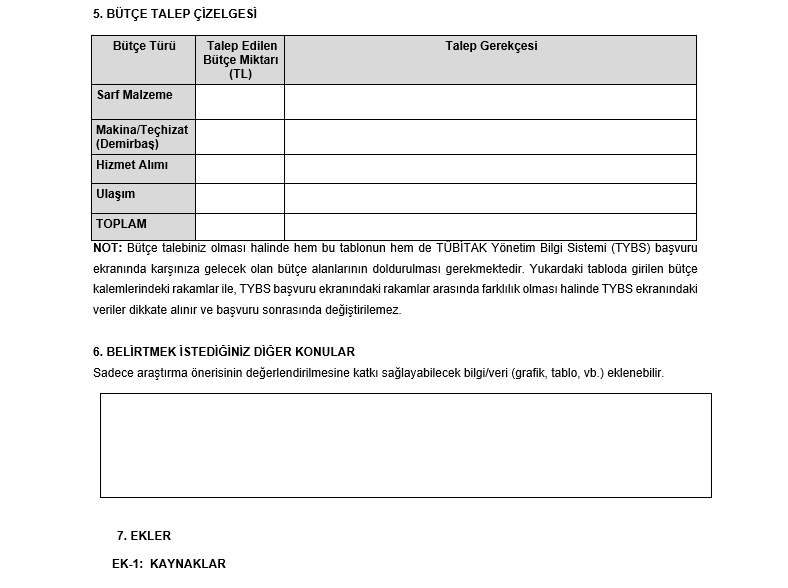 5. BÜTÇE TALEP ÇİZELGESİ
Bütçe Türü
Talep Edilen
Bütçe Miktarı
(TL)
Talep Gerekçesi
Sarf Malzeme
Makina/Teçhizat
(Demirbaş)
Hizmet Alımı
Ulaşım
TOPLAM
NOT: Bütçe talebiniz olması halinde hem bu tablonun hem de TÜBİTAK Yönetim Bilgi Sistemi (TYBS) başvuru
ekranında karşınıza gelecek olan bütçe alanlarının doldurulması gerekmektedir. Yukardaki tabloda girilen bütçe
kalemlerindeki rakamlar ile, TYBS başvuru ekranındaki rakamlar arasında farklılık olması halinde TYBS ekranındaki
veriler dikkate alınır ve başvuru sonrasında değiştirilemez.
6. BELİRTMEK İSTEDİĞİNİZ DİĞER KONULAR
Sadece araştırma önerisinin değerlendirilmesine katkı sağlayabilecek bilgi/veri (grafik, tablo, vb.) eklenebilir.
7. EKLER
EK-1: KAYNAKLAR